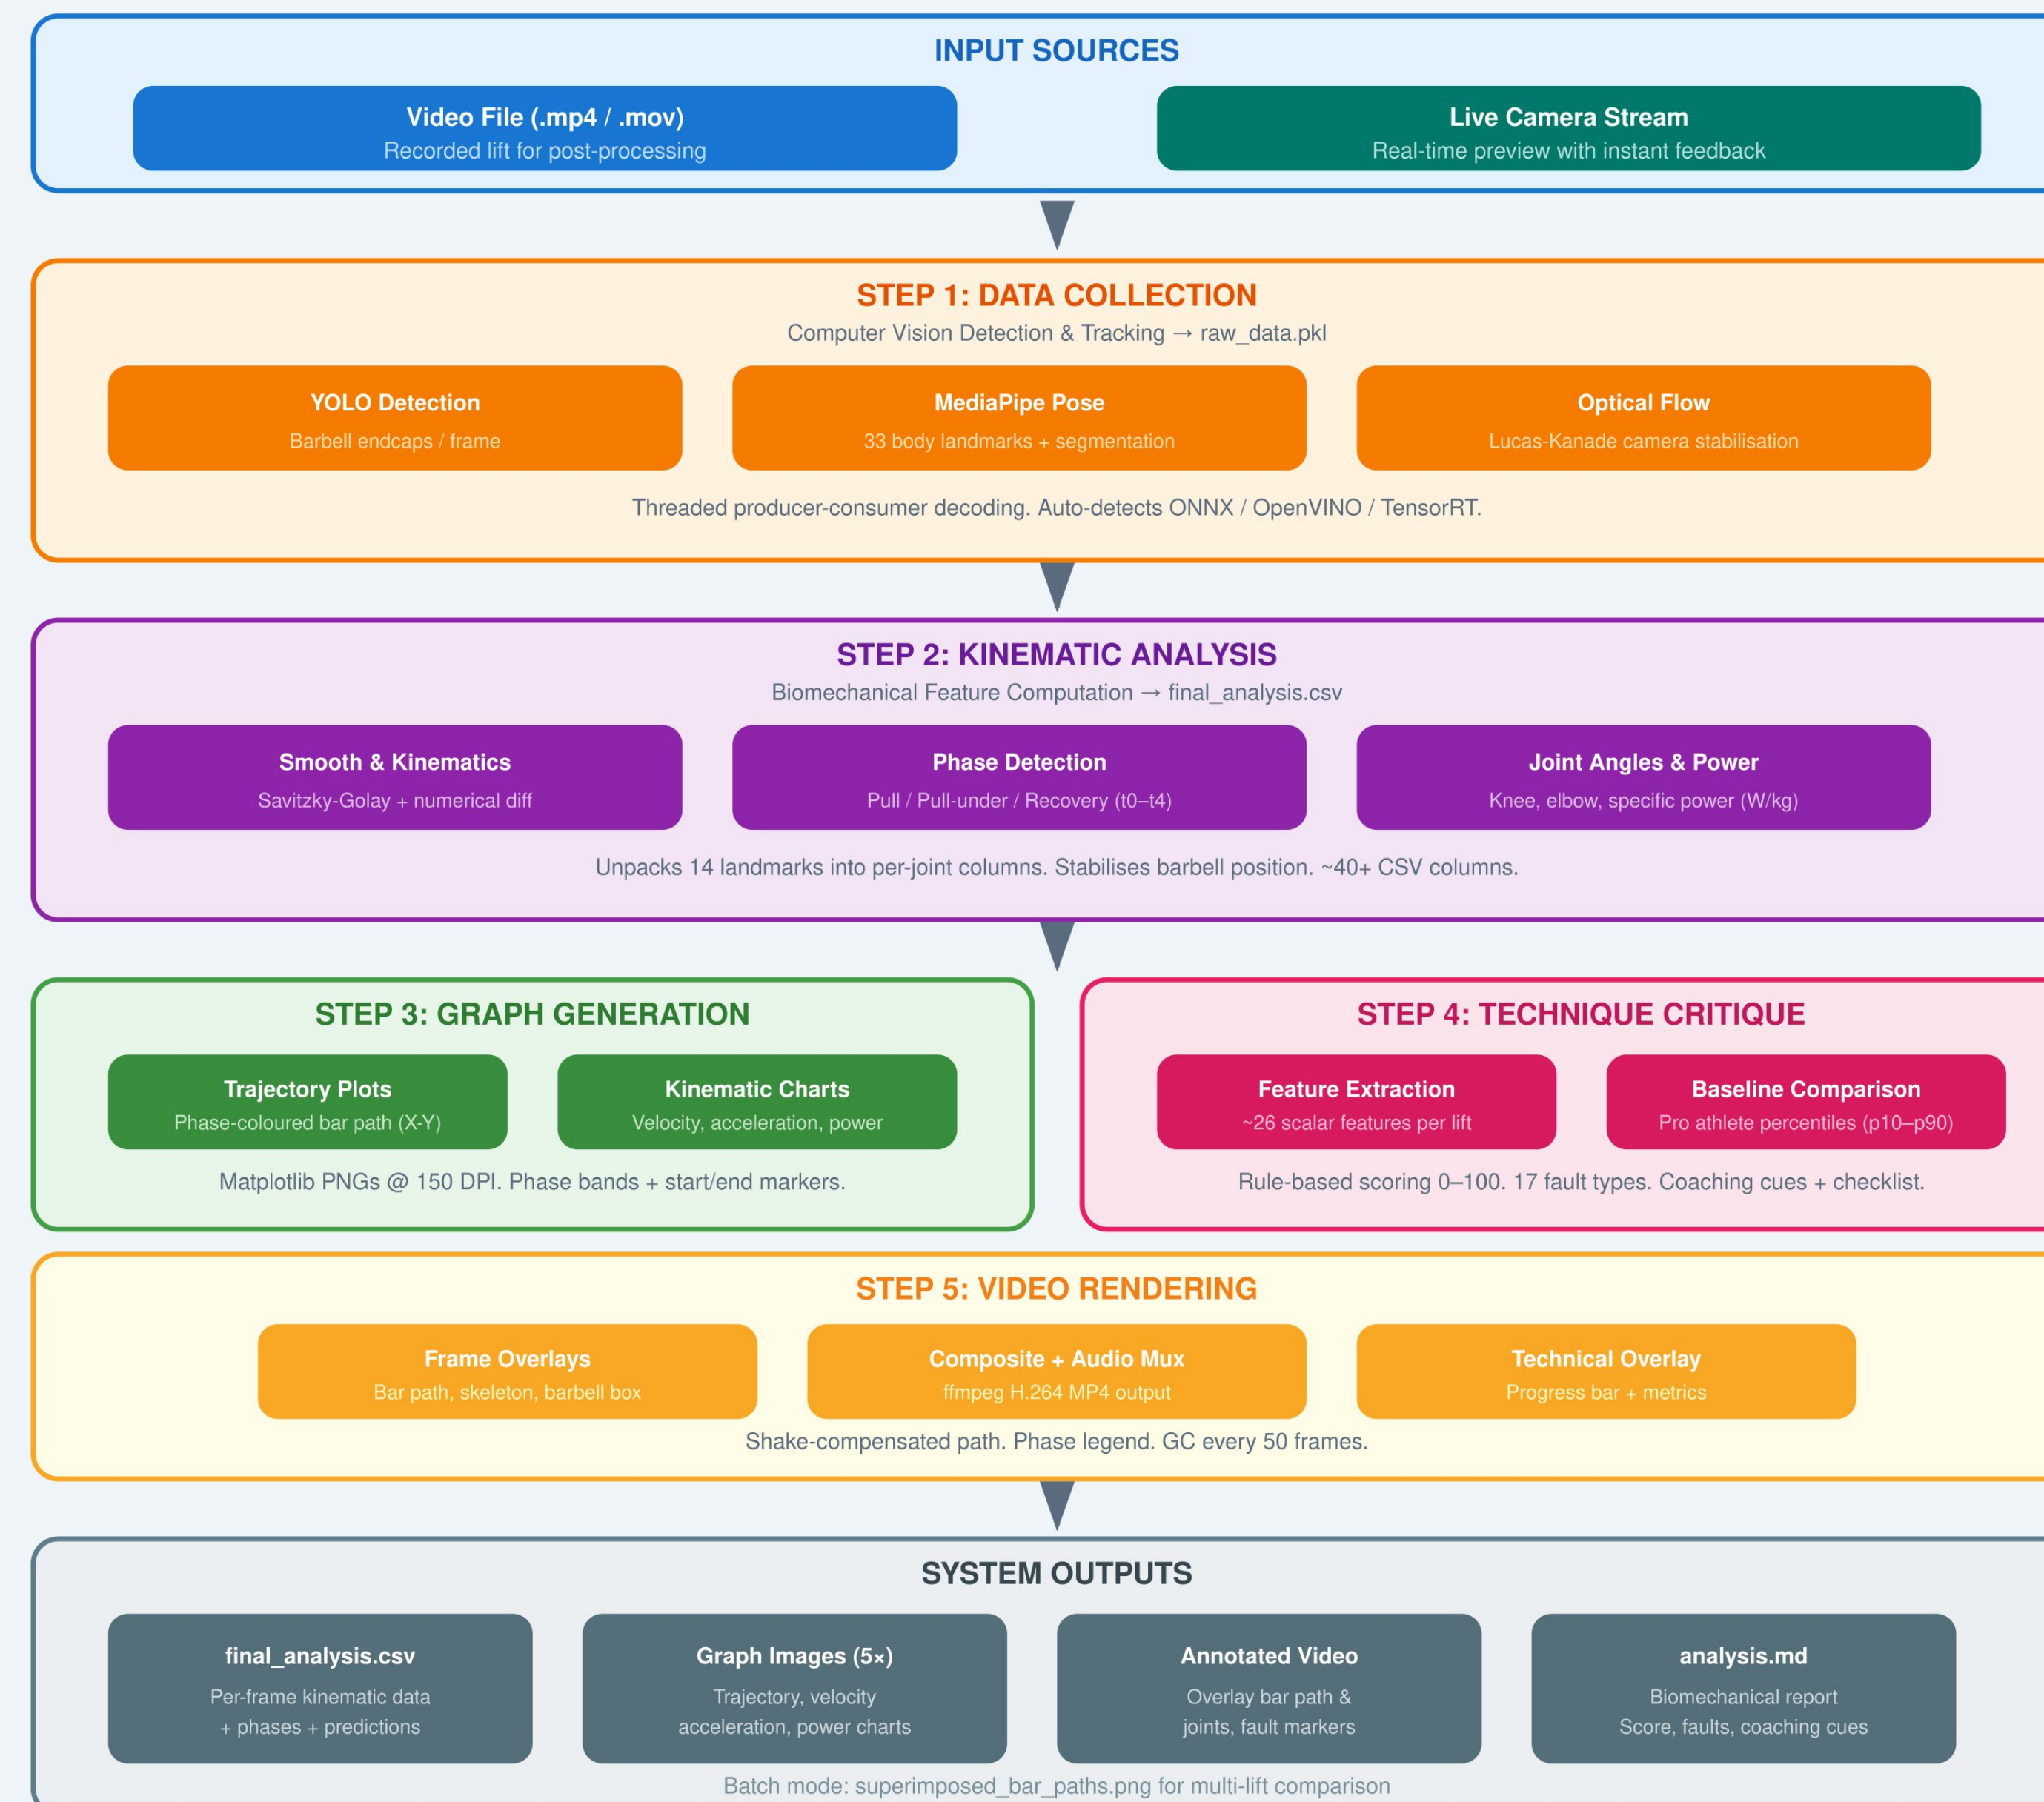 INPUT SOURCES
Video File (.mp4 / .mov)
Recorded lift for post-processing
Live Camera Stream
Real-time preview with instant feedback
STEP 1: DATA COLLECTION
Computer Vision Detection & Tracking → raw_data.pkl
YOLO Detection
Barbell endcaps / frame
MediaPipe Pose
33 body landmarks + segmentation
Optical Flow
Lucas-Kanade camera stabilisation
Threaded producer-consumer decoding. Auto-detects ONNX / OpenVINO / TensorRT.
STEP 2: KINEMATIC ANALYSIS
Biomechanical Feature Computation → final_analysis.csv
Smooth & Kinematics
Savitzky-Golay + numerical diff
Phase Detection
Pull / Pull-under / Recovery (t0–t4)
Joint Angles & Power
Knee, elbow, specific power (W/kg)
Unpacks 14 landmarks into per-joint columns. Stabilises barbell position. ~40+ CSV columns.
STEP 3: GRAPH GENERATION
Trajectory Plots
Phase-coloured bar path (X-Y)
Kinematic Charts
Velocity, acceleration, power
Matplotlib PNGs @ 150 DPI. Phase bands + start/end markers.
STEP 4: TECHNIQUE CRITIQUE
Feature Extraction
~26 scalar features per lift
Baseline Comparison
Pro athlete percentiles (p10–p90)
Rule-based scoring 0–100. 17 fault types. Coaching cues + checklist.
STEP 5: VIDEO RENDERING
Frame Overlays
Bar path, skeleton, barbell box
Composite + Audio Mux
ffmpeg H.264 MP4 output
Technical Overlay
Progress bar + metrics
Shake-compensated path. Phase legend. GC every 50 frames.
SYSTEM OUTPUTS
final_analysis.csv
Per-frame kinematic data
+ phases + predictions
Graph Images (5×)
Trajectory, velocity
acceleration, power charts
Annotated Video
Overlay bar path &
joints, fault markers
analysis.md
Biomechanical report
Score, faults, coaching cues
Batch mode: superimposed_bar_paths.png for multi-lift comparison